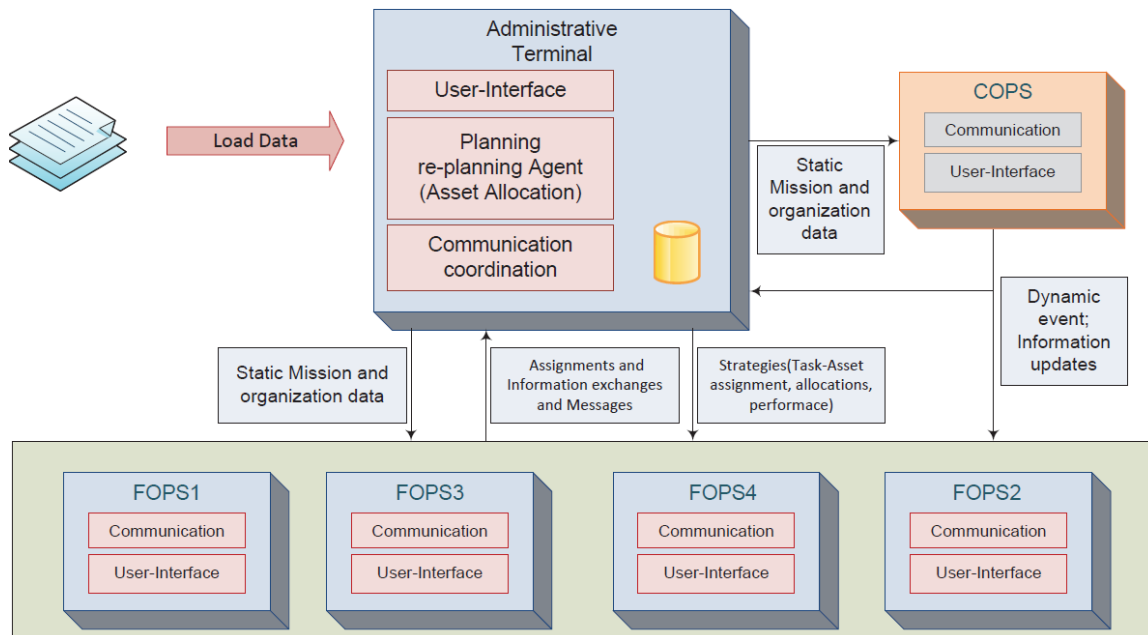 Administrative
Terminal
User-Interface
Planning
re-planning Agent
(Asset Allocation)
Communication
coordination
Load Data
COPS
Communication
User-Interface
Static
Mission and
organization
data
Dynamic
event;
Information
updates
Static Mission and
organization data
Assignments and
Information exchanges
and Messages
Strategies(Task-Asset
assignment, allocations,
performace)
FOPS1
Communication
User-Interface
FOPS3
Communication
User-Interface
FOPS4
Communication
User-Interface
FOPS2
Communication
User-Interface